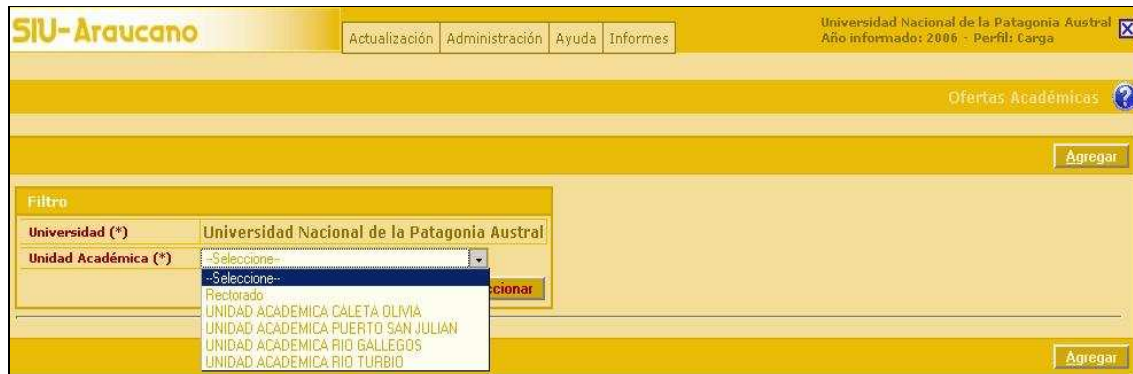 SIU-Araucano
Actualización Administración Ayuda Informes
Universidad Nacional de la Patagonia Austral
Año informado: 2006 - Perfil: Carga
Ofertas Académicas
Agregar
Filtro
Universidad (*) Universidad Nacional de la Patagonia Austral
Unidad Académica (*) --Seleccione--
--Seleccione--
Rectorado
UNIDAD ACADEMICA CALETA OLIVIA
UNIDAD ACADEMICA PUERTO SAN JULIAN
UNIDAD ACADEMICA RIO GALLEGOS
UNIDAD ACADEMICA RIO TURBIO
Agregar